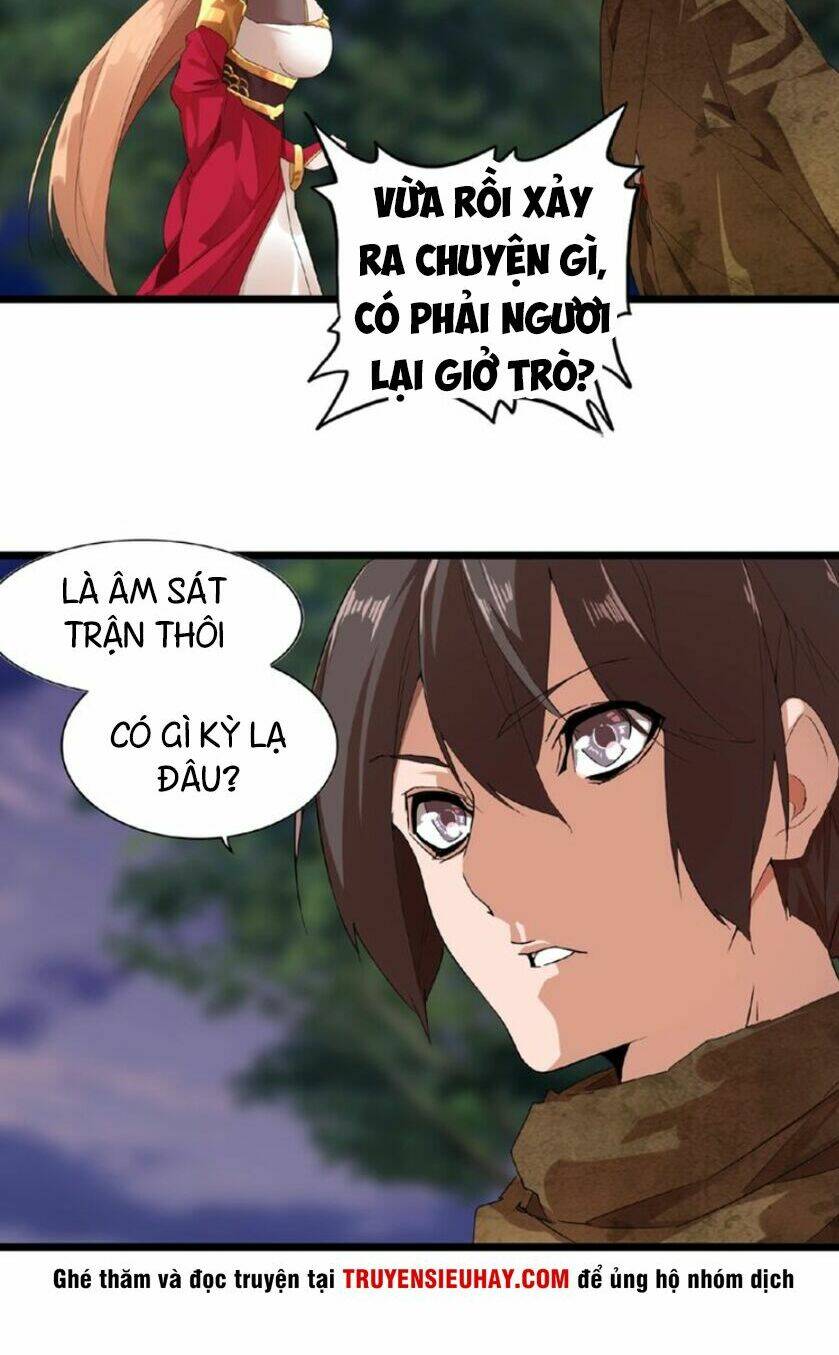 VỪA RỒI XẢY
RA CHUYỆN GÌ,
CÓ PHẢI NGƯƠI
LẠI GIỞ TRÒ?
LÀ ÂM SÁT
TRẬN THÔI
CÓ GÌ KỲ LẠ
ĐÂU?
Ghé thăm và đọc truyện tại TRUYENSIEUHAY.COM để ủng hộ nhóm dịch